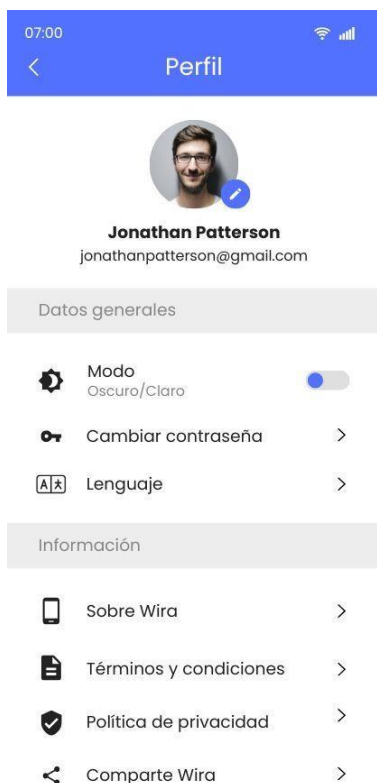 07:00
Perfil
Jonathan Patterson
jonathanpatterson@gmail.com
Datos generales
Modo
Oscuro/Claro
Cambiar contraseña
Lenguaje
Información
Sobre Wira
Términos y condiciones
Política de privacidad
Comparte Wira